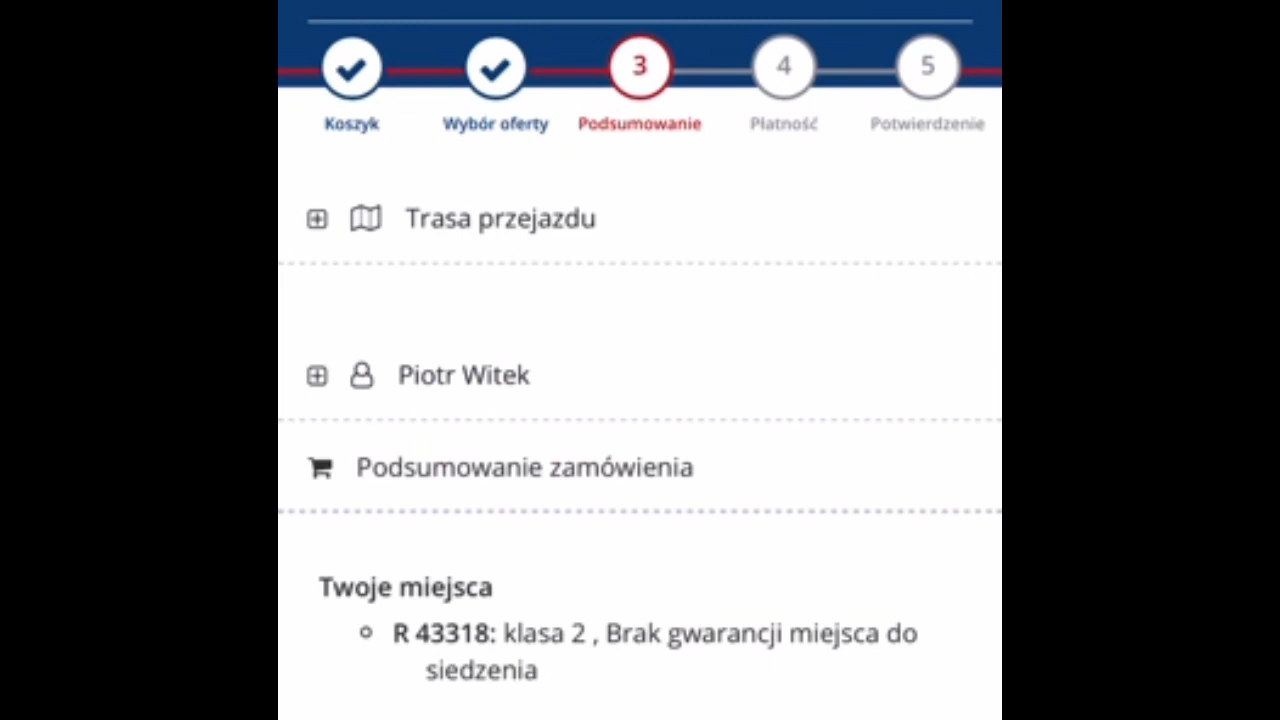 3 4 5
Koszyk Wybór oferty Podsumowanie Płatność Potwierdzenie
Trasa przejazdu
Piotr Witek
Podsumowanie zamówienia
Twoje miejsca
R 43318: klasa 2 , Brak gwarancji miejsca do
siedzenia